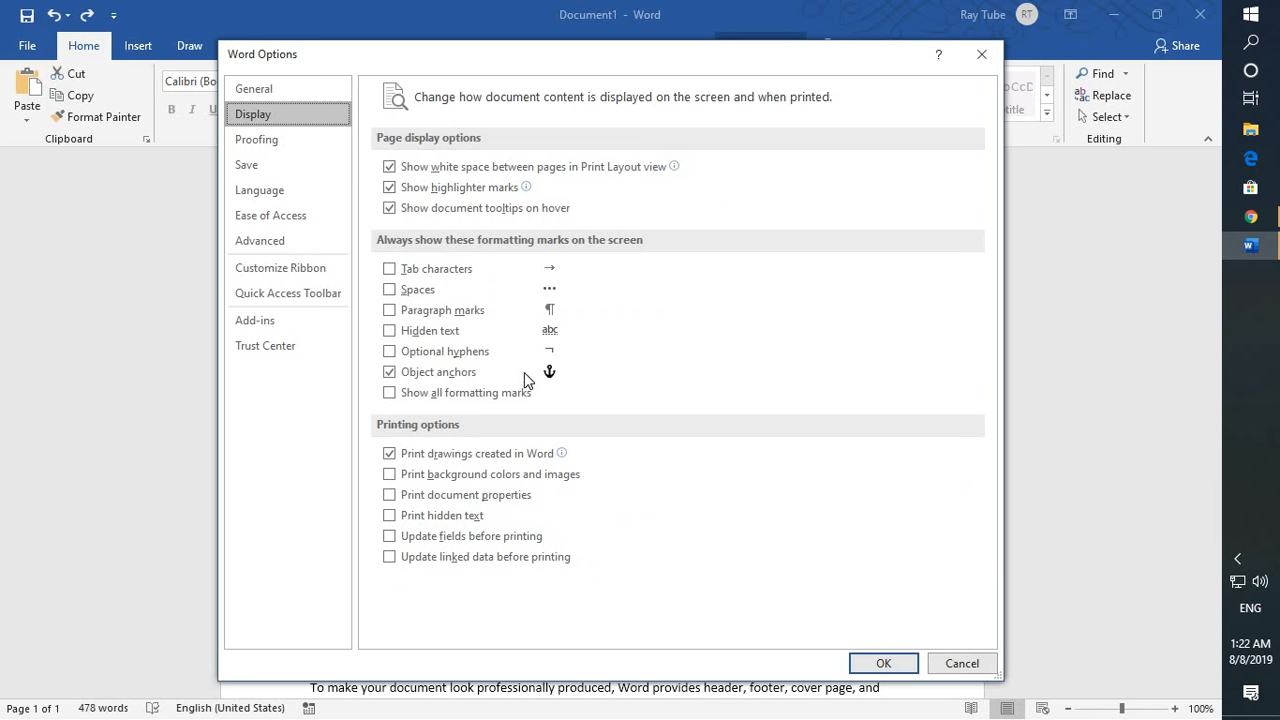 Document1 - Word
Ray Tube RT
File Home Insert Draw
Share
Paste
Cut
Copy
Format Painter
Clipboard
Calibri (Bo
B I U
Find
Replace
Select
Editing
Word Options
?
General
Display
Proofing
Save
Language
Ease of Access
Advanced
Customize Ribbon
Quick Access Toolbar
Add-ins
Trust Center
Change how document content is displayed on the screen and when printed.
Page display options
Show white space between pages in Print Layout view
Show highlighter marks
Show document tooltips on hover
Always show these formatting marks on the screen
Tab characters →
Spaces •••
Paragraph marks ¶
Hidden text abc
Optional hyphens ¬
Object anchors
Show all formatting marks
Printing options
Print drawings created in Word
Print background colors and images
Print document properties
Print hidden text
Update fields before printing
Update linked data before printing
OK Cancel
To make your document look professionally produced, Word provides header, footer, cover page, and
Page 1 of 1 478 words English (United States) 100%
ENG
1:22 AM
8/8/2019